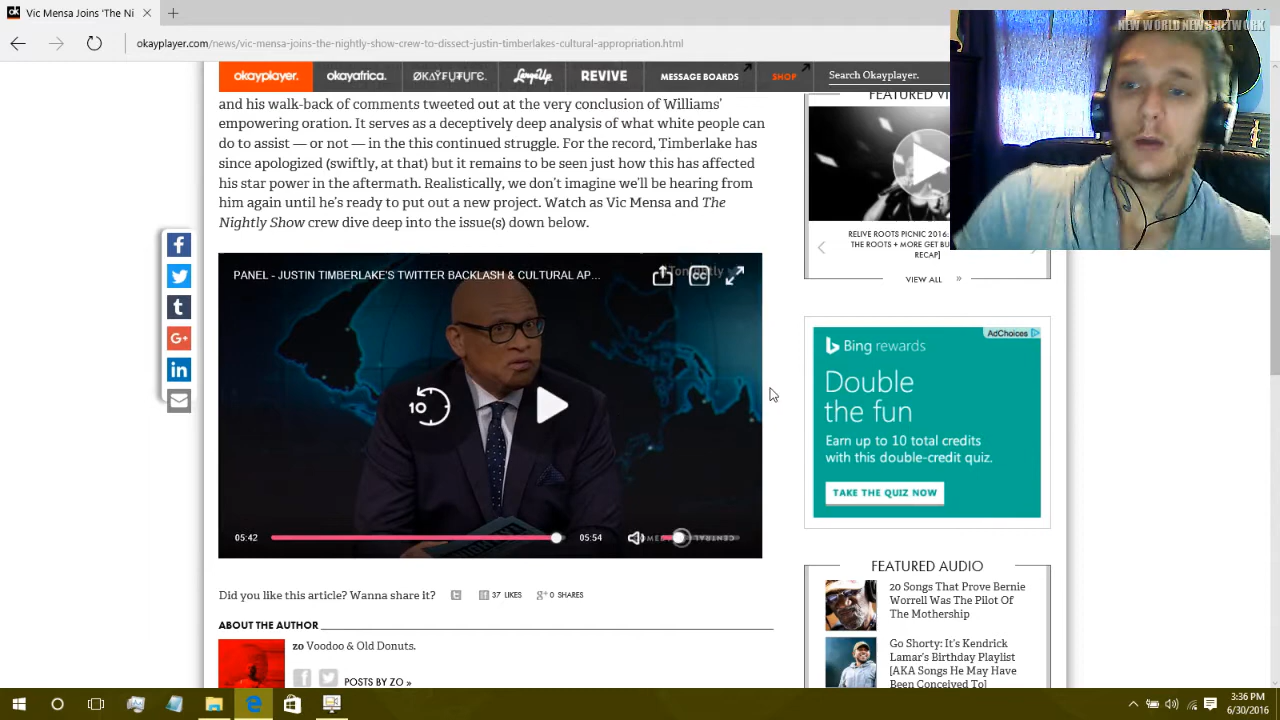 ok Vic Mensa Joins 'The Ni
okayplayer.com/news/vic-mensa-joins-the-nightly-show-crew-to-dissect-justin-timberlakes-cultural-appropriation.html
NEW WORLD NEWS NETWORK
okayplayer. okayafrica. ØKAYFUTURE. LargeUp REVIVE MESSAGE BOARDS SHOP Search Okayplayer.
and his walk-back of comments tweeted out at the very conclusion of Williams'
empowering oration. It serves as a deceptively deep analysis of what white people can
do to assist — or not — in the this continued struggle. For the record, Timberlake has
since apologized (swiftly, at that) but it remains to be seen just how this has affected
his star power in the aftermath. Realistically, we don't imagine we'll be hearing from
him again until he's ready to put out a new project. Watch as Vic Mensa and The
Nightly Show crew dive deep into the issue(s) down below.
PANEL - JUSTIN TIMBERLAKE'S TWITTER BACKLASH & CULTURAL AP...
CC
10
05:42
05:54
Did you like this article? Wanna share it? 37 LIKES 0 SHARES
ABOUT THE AUTHOR
zo Voodoo & Old Donuts.
POSTS BY ZO »
FEATURED VI
RELIVE ROOTS PICNIC 2016:
THE ROOTS + MORE GET BU
RECAP]
VIEW ALL »
AdChoices
Bing rewards
Double
the fun
Earn up to 10 total credits
with this double-credit quiz.
TAKE THE QUIZ NOW
FEATURED AUDIO
20 Songs That Prove Bernie
Worrell Was The Pilot Of
The Mothership
Go Shorty: It's Kendrick
Lamar's Birthday Playlist
[AKA Songs He May Have
Been Conceived To]
3:36 PM
6/30/2016